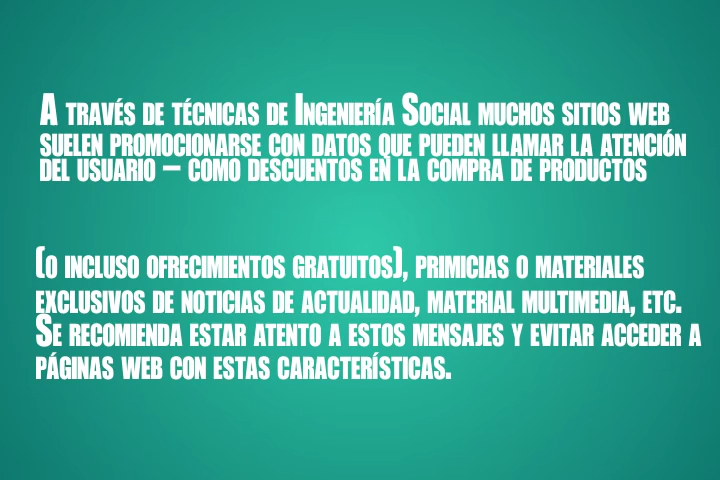 A través de técnicas de Ingeniería Social muchos sitios web
suelen promocionarse con datos que pueden llamar la atención
del usuario – como descuentos en la compra de productos
(o incluso ofrecimientos gratuitos), primicias o materiales
exclusivos de noticias de actualidad, material multimedia, etc.
Se recomienda estar atento a estos mensajes y evitar acceder a
páginas web con estas características.